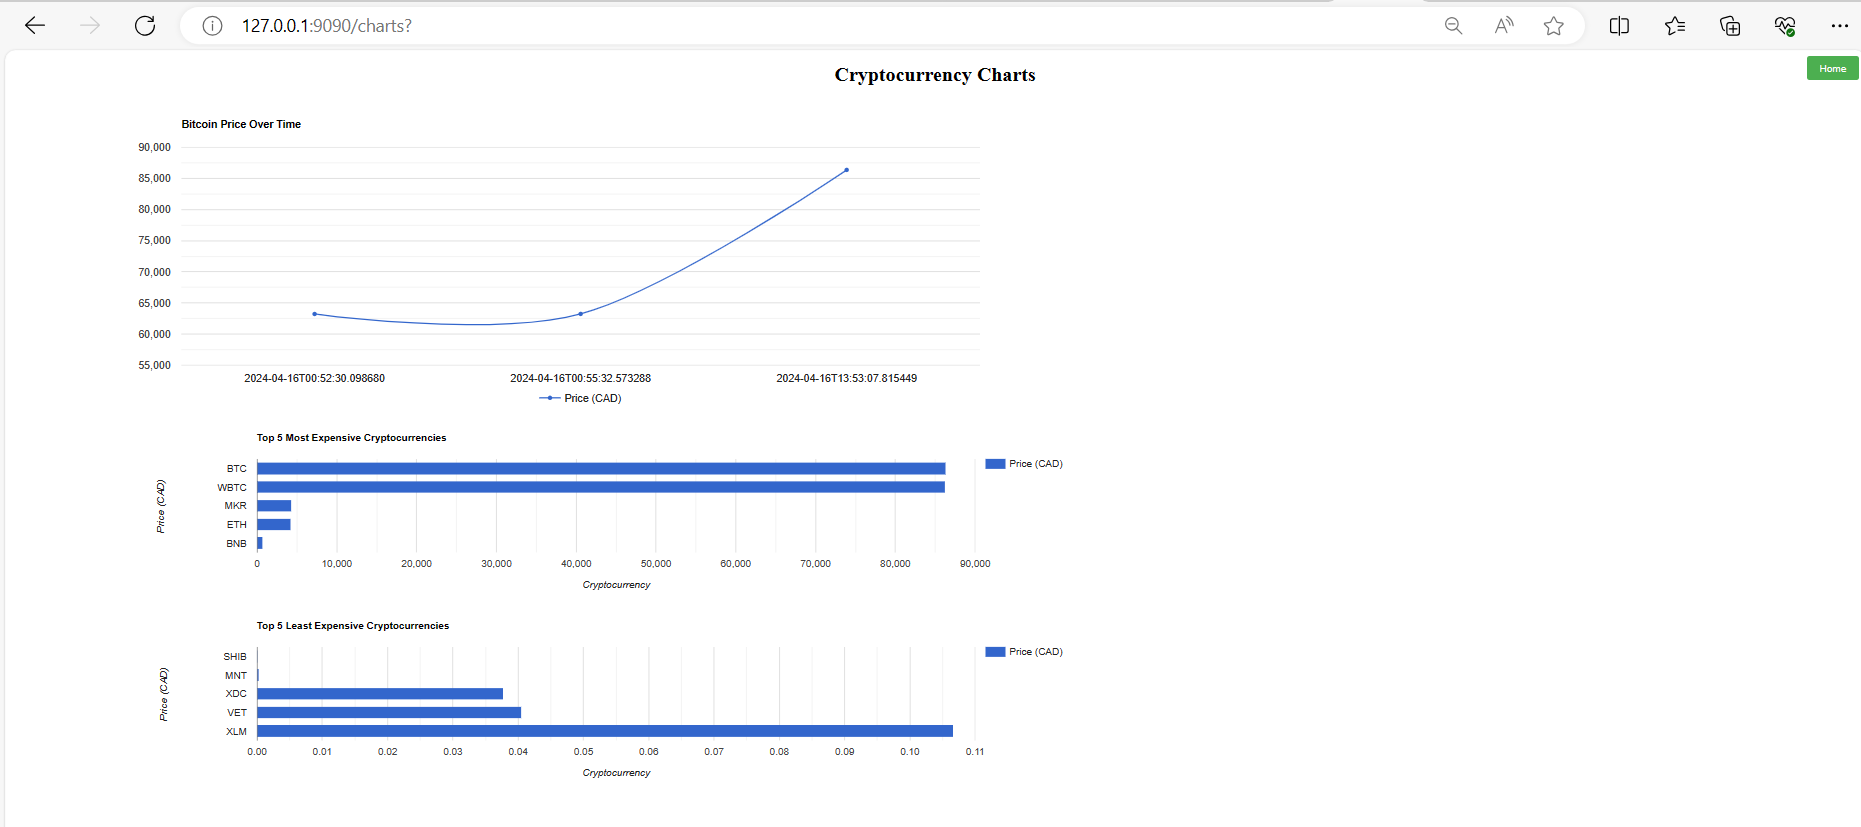 127.0.0.1:9090/charts?
Cryptocurrency Charts
Home
Bitcoin Price Over Time
90,000
85,000
80,000
75,000
70,000
65,000
60,000
55,000
2024-04-16T00:52:30.098680 2024-04-16T00:55:32.573288 2024-04-16T13:53:07.815449
Price (CAD)
Top 5 Most Expensive Cryptocurrencies
Price (CAD)
Price (CAD)
BTC
WBTC
MKR
ETH
BNB
0 10,000 20,000 30,000 40,000 50,000 60,000 70,000 80,000 90,000
Cryptocurrency
Top 5 Least Expensive Cryptocurrencies
Price (CAD)
Price (CAD)
SHIB
MNT
XDC
VET
XLM
0.00 0.01 0.02 0.03 0.04 0.05 0.06 0.07 0.08 0.09 0.10 0.11
Cryptocurrency